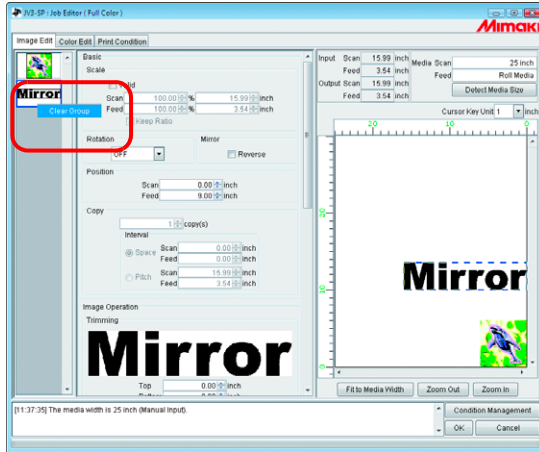 JV3-SP : Job Editor ( Full Color )
Mimaki
Image Edit Color Edit Print Condition
Mirror
Clear Group
Basic
Scale
Valid
Scan 100.00 % 15.99 inch
Feed 100.00 % 3.54 inch
Keep Ratio
Rotation Mirror
OFF Reverse
Position
Scan 0.00 inch
Feed 9.00 inch
Copy
1 copy(s)
Interval
Space Scan 0.00 inch
Feed 0.00 inch
Pitch Scan 15.99 inch
Feed 3.54 inch
Image Operation
Trimming
Mirror
Top 0.00 inch
Input Scan 15.99 inch Media Scan 25 inch
Feed 3.54 inch Feed Roll Media
Output Scan 15.99 inch Detect Media Size
Feed 3.54 inch
Cursor Key Unit 1 inch
20 10 0
5
0
0
Mirror
Fit to Media Width Zoom Out Zoom In
[11:37:35] The media width is 25 inch (Manual Input).
Condition Management
OK Cancel